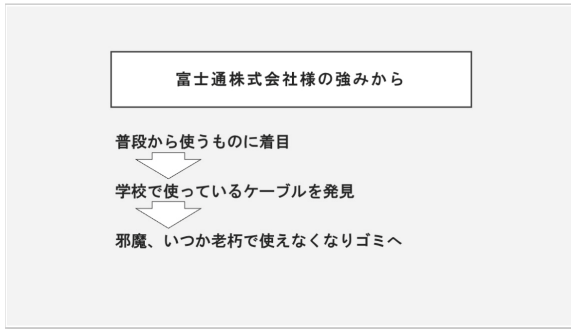 富士通株式会社様の強みから
普段から使うものに着目
学校で使っているケーブルを発見
邪魔、いつか老朽で使えなくなりゴミへ